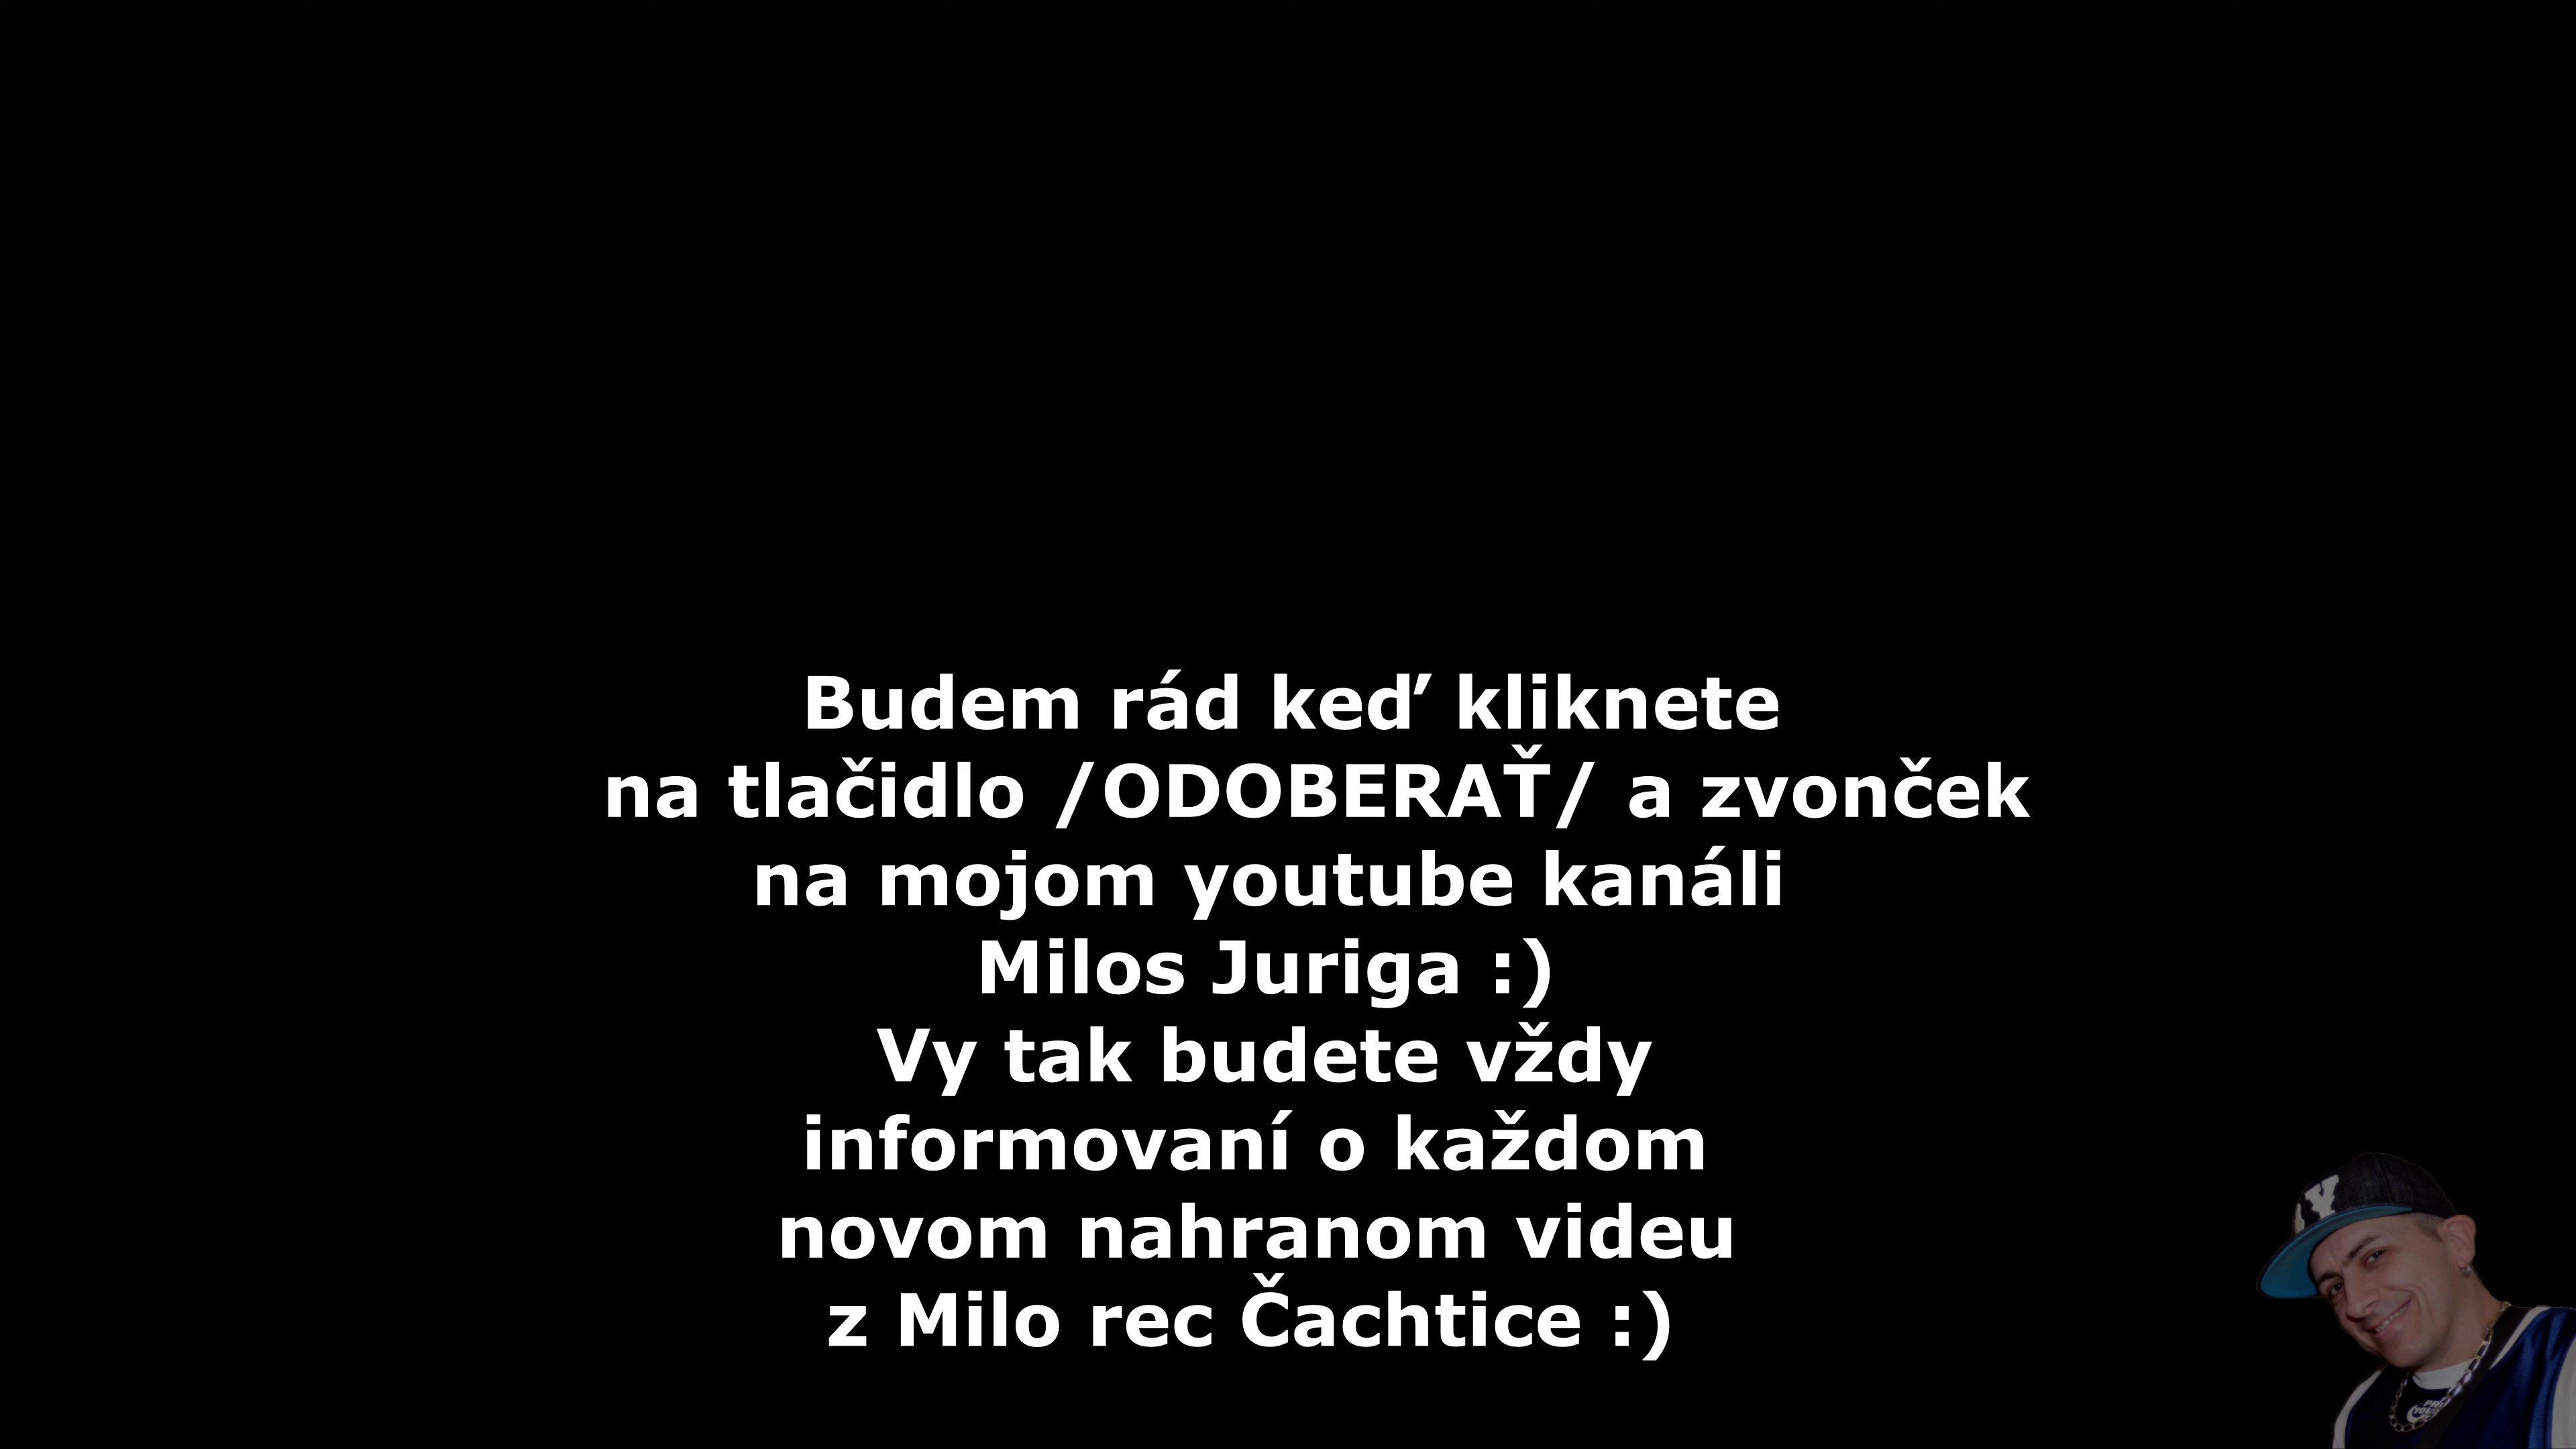 Budem rád keď kliknete
na tlačidlo /ODOBERAŤ/ a zvonček
na mojom youtube kanáli
Milos Juriga :)
Vy tak budete vždy
informovaní o každom
novom nahranom videu
z Milo rec Čachtice :)